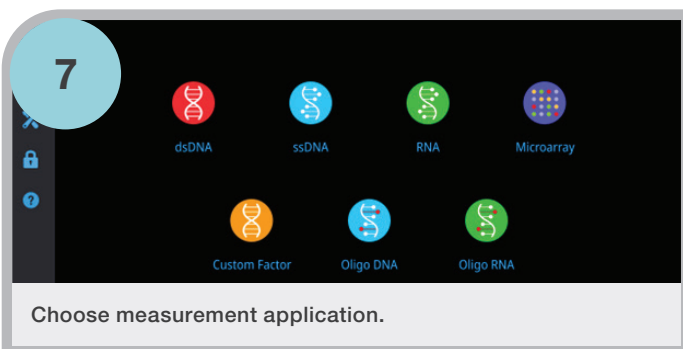 7
dsDNA ssDNA RNA Microarray
?
Custom Factor Oligo DNA Oligo RNA
Choose measurement application.